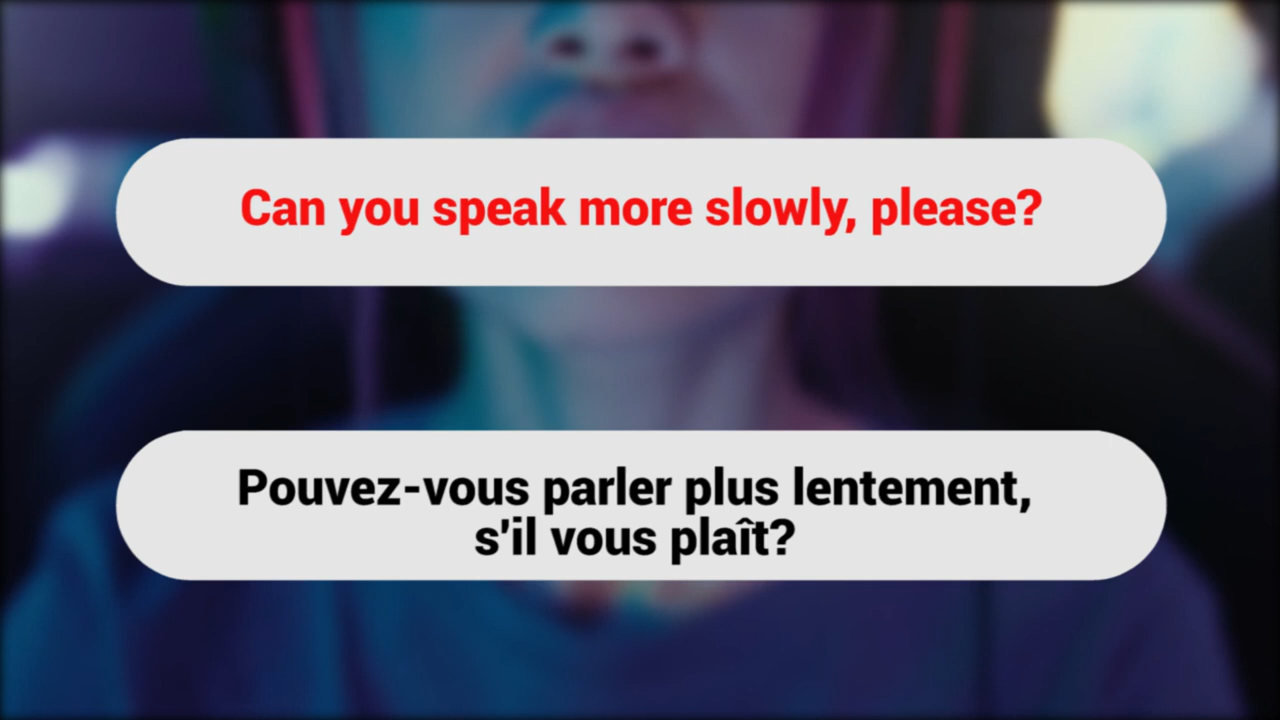 Can you speak more slowly, please?
Pouvez-vous parler plus lentement,
s'il vous plaît?